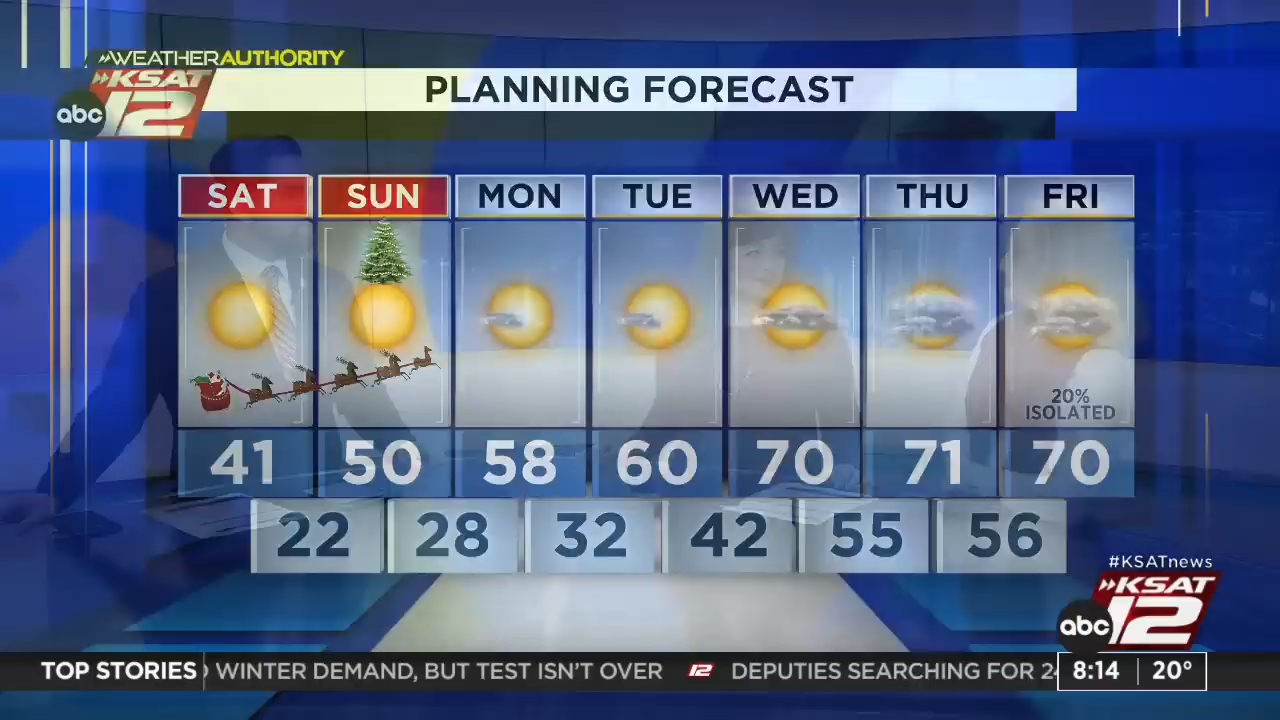 WEATHERAUTHORITY
KSAT
abc 12
PLANNING FORECAST
SAT SUN MON TUE WED THU FRI
20%
ISOLATED
41 50 58 60 70 71 70
22 28 32 42 55 56
#KSATnews
KSAT
abc 12
TOP STORIES WINTER DEMAND, BUT TEST ISN'T OVER 12 DEPUTIES SEARCHING FOR 8:14 20°